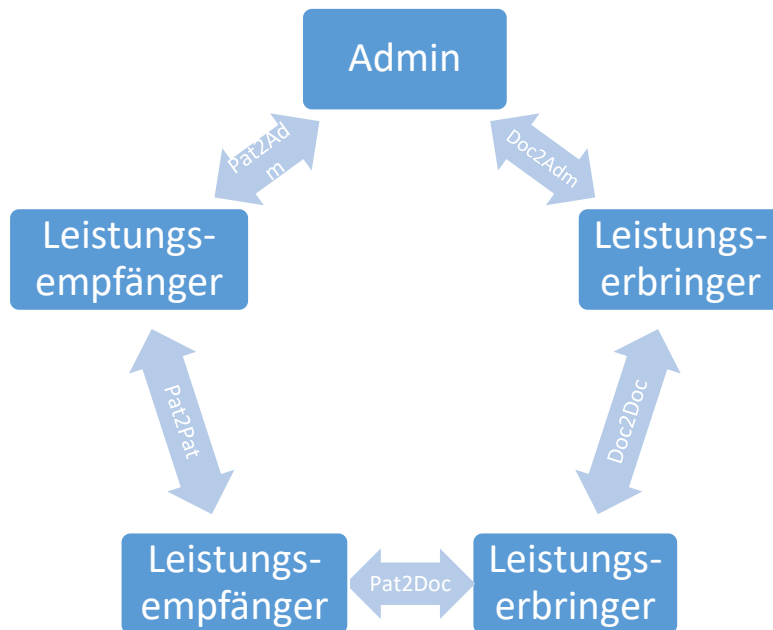 Admin
Pat2Ad
m
Doc2Adm
Leistungs-
empfänger
Leistungs-
erbringer
Pat2Pat
Doc2Doc
Leistungs-
empfänger
Pat2Doc
Leistungs-
erbringer